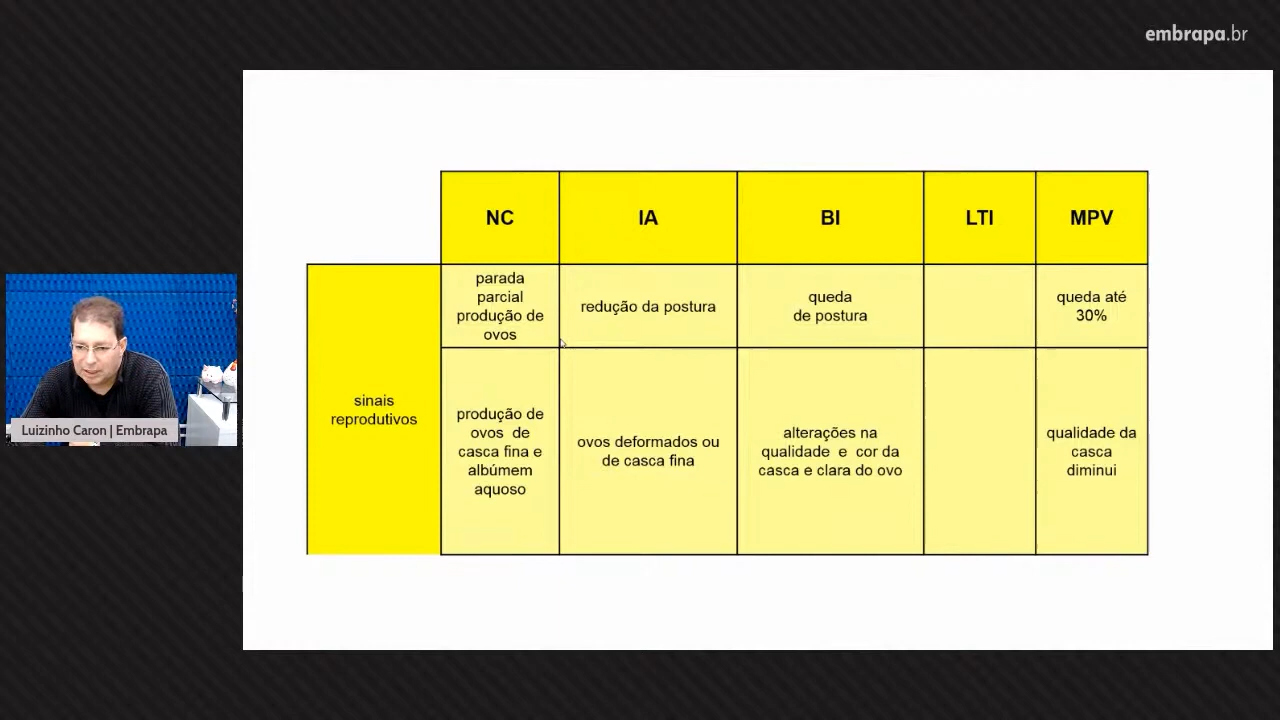 embrapa.br
NC
IA
BI
LTI
MPV
sinais
reprodutivos
parada
parcial
produção de
ovos
redução da postura
queda
de postura
queda até
30%
produção de
ovos de
casca fina e
albúmem
aquoso
ovos deformados ou
de casca fina
alterações na
qualidade e cor da
casca e clara do ovo
qualidade da
casca
diminui
Luizinho Caron | Embrapa